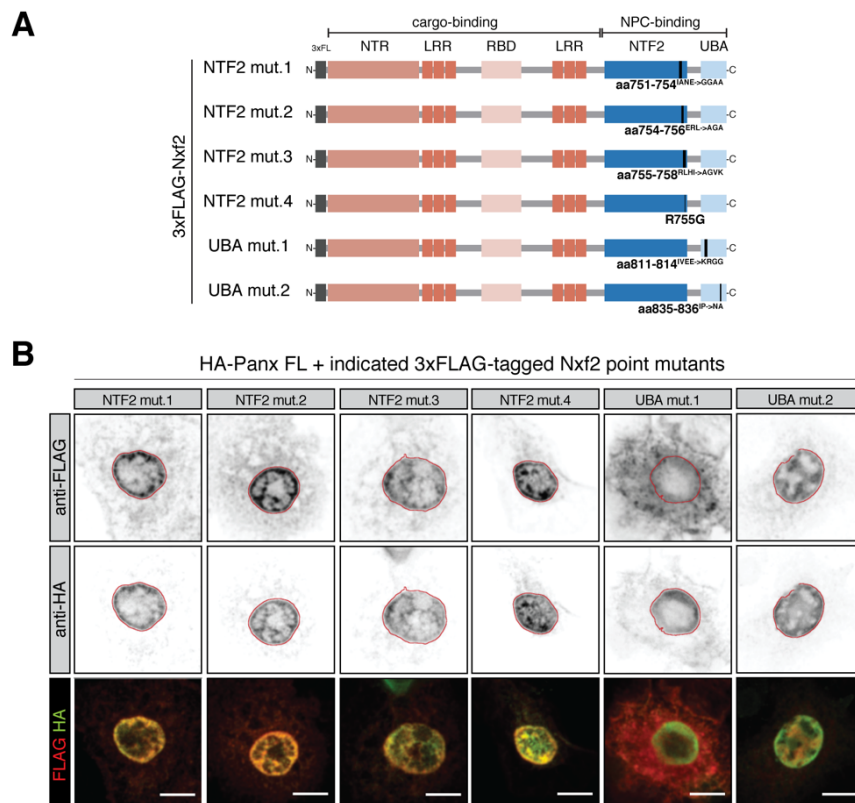 A
cargo-binding NPC-binding
3xFL NTR LRR RBD LRR NTF2 UBA
3xFLAG-Nxf2
NTF2 mut.1 N- -C
aa751-754IANE->GGAA
NTF2 mut.2 N- -C
aa754-756ERL->AGA
NTF2 mut.3 N- -C
aa755-758RLHI->AGVK
NTF2 mut.4 N- -C
R755G
UBA mut.1 N- -C
aa811-814IVEE->KRGG
UBA mut.2 N- -C
aa835-836IP->NA
B
HA-Panx FL + indicated 3xFLAG-tagged Nxf2 point mutants
NTF2 mut.1 NTF2 mut.2 NTF2 mut.3 NTF2 mut.4 UBA mut.1 UBA mut.2
anti-FLAG
anti-HA
FLAG HA